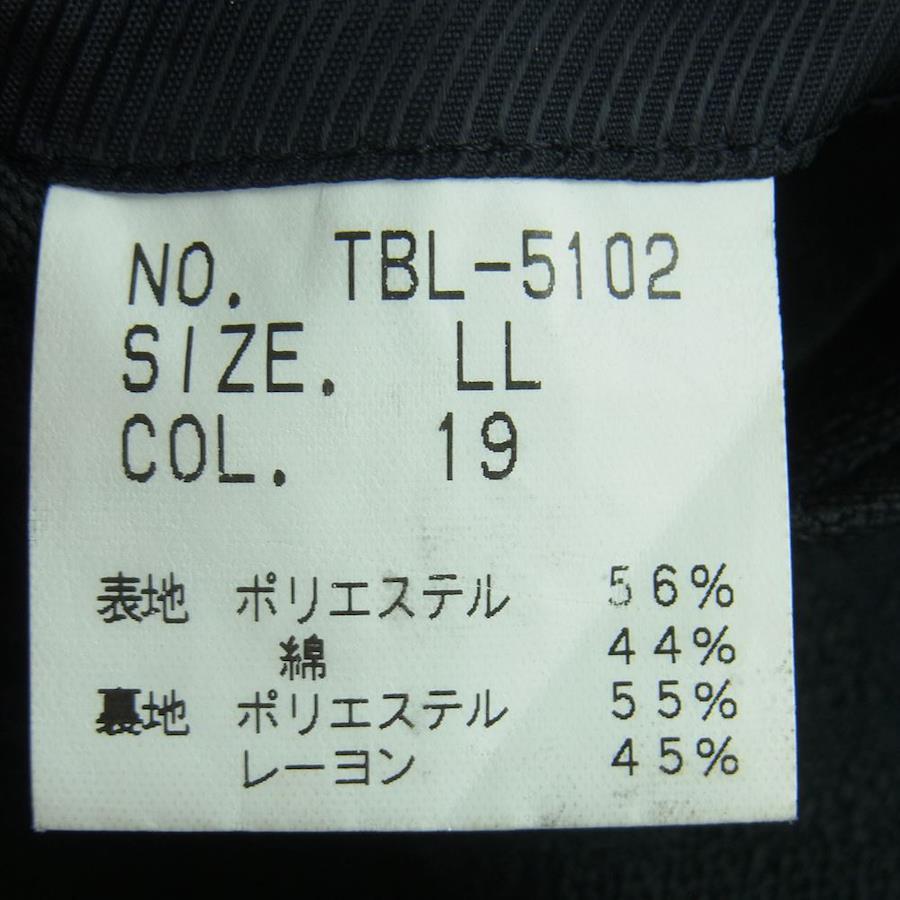 NO. TBL-5102
SIZE. LL
COL. 19
表地 ポリエステル 56%
綿 44%
裏地 ポリエステル 55%
レーヨン 45%